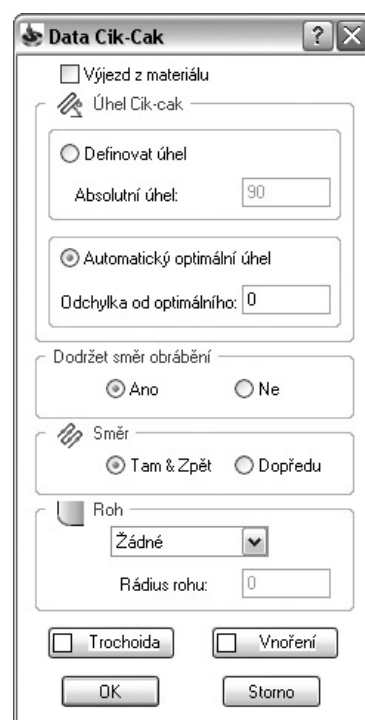 Data Cik-Cak
Výjezd z materiálu
Úhel Cik-cak
Definovat úhel
Absolutní úhel: 90
Automatický optimální úhel
Odchylka od optimálního: 0
Dodržet směr obrábění
Ano Ne
Směr
Tam & Zpět Dopředu
Roh
Žádné
Rádius rohu: 0
Trochoida Vnoření
OK Storno